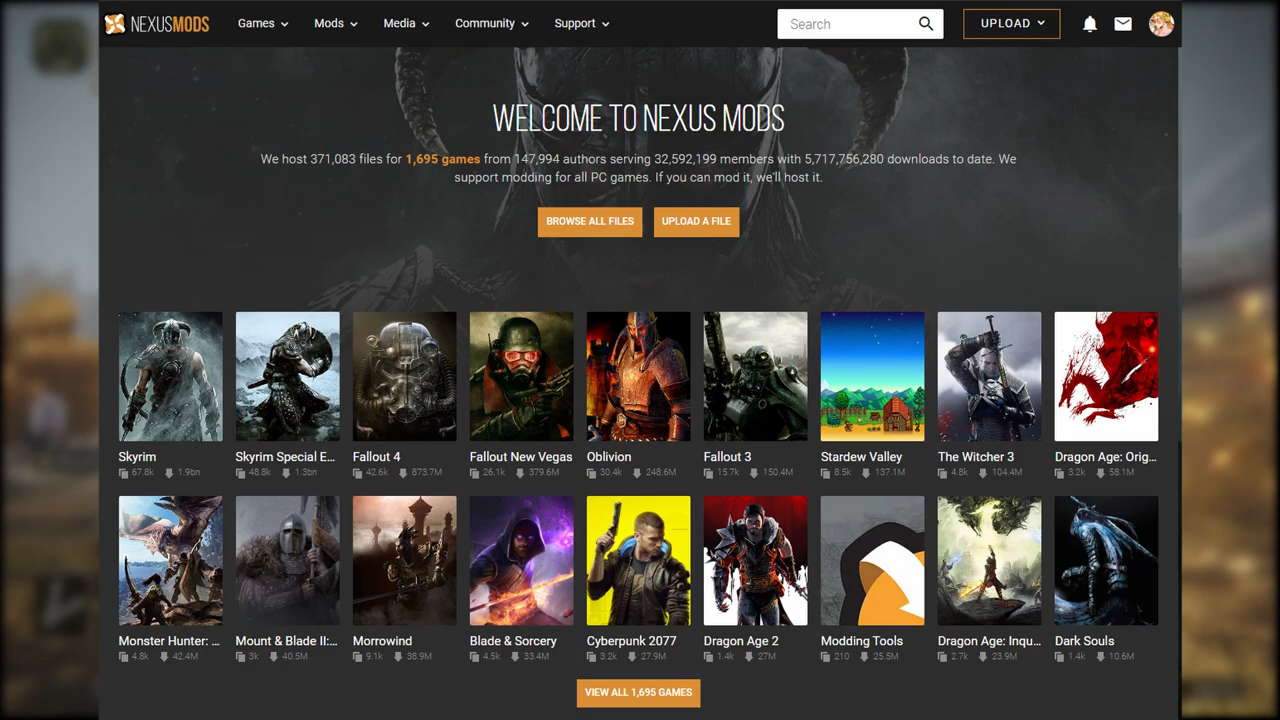 NEXUSMODS Games Mods Media Community Support Search UPLOAD
WELCOME TO NEXUS MODS
We host 371,083 files for 1,695 games from 147,994 authors serving 32,592,199 members with 5,717,756,280 downloads to date. We
support modding for all PC games. If you can mod it, we'll host it.
BROWSE ALL FILES UPLOAD A FILE
Skyrim Skyrim Special E... Fallout 4 Fallout New Vegas Oblivion Fallout 3 Stardew Valley The Witcher 3 Dragon Age: Orig...
67.8k 1.9bn 48.8k 1.3bn 42.6k 873.7M 26.1k 379.6M 30.4k 248.6M 15.7k 150.4M 8.5k 137.1M 4.8k 104.4M 3.2k 58.1M
Monster Hunter: ... Mount & Blade II:... Morrowind Blade & Sorcery Cyberpunk 2077 Dragon Age 2 Modding Tools Dragon Age: Inqu... Dark Souls
4.8k 42.4M 3k 40.5M 9.1k 38.9M 4.5k 33.4M 3.2k 27.9M 1.4k 27M 210 25.5M 2.7k 23.9M 1.4k 10.6M
VIEW ALL 1,695 GAMES